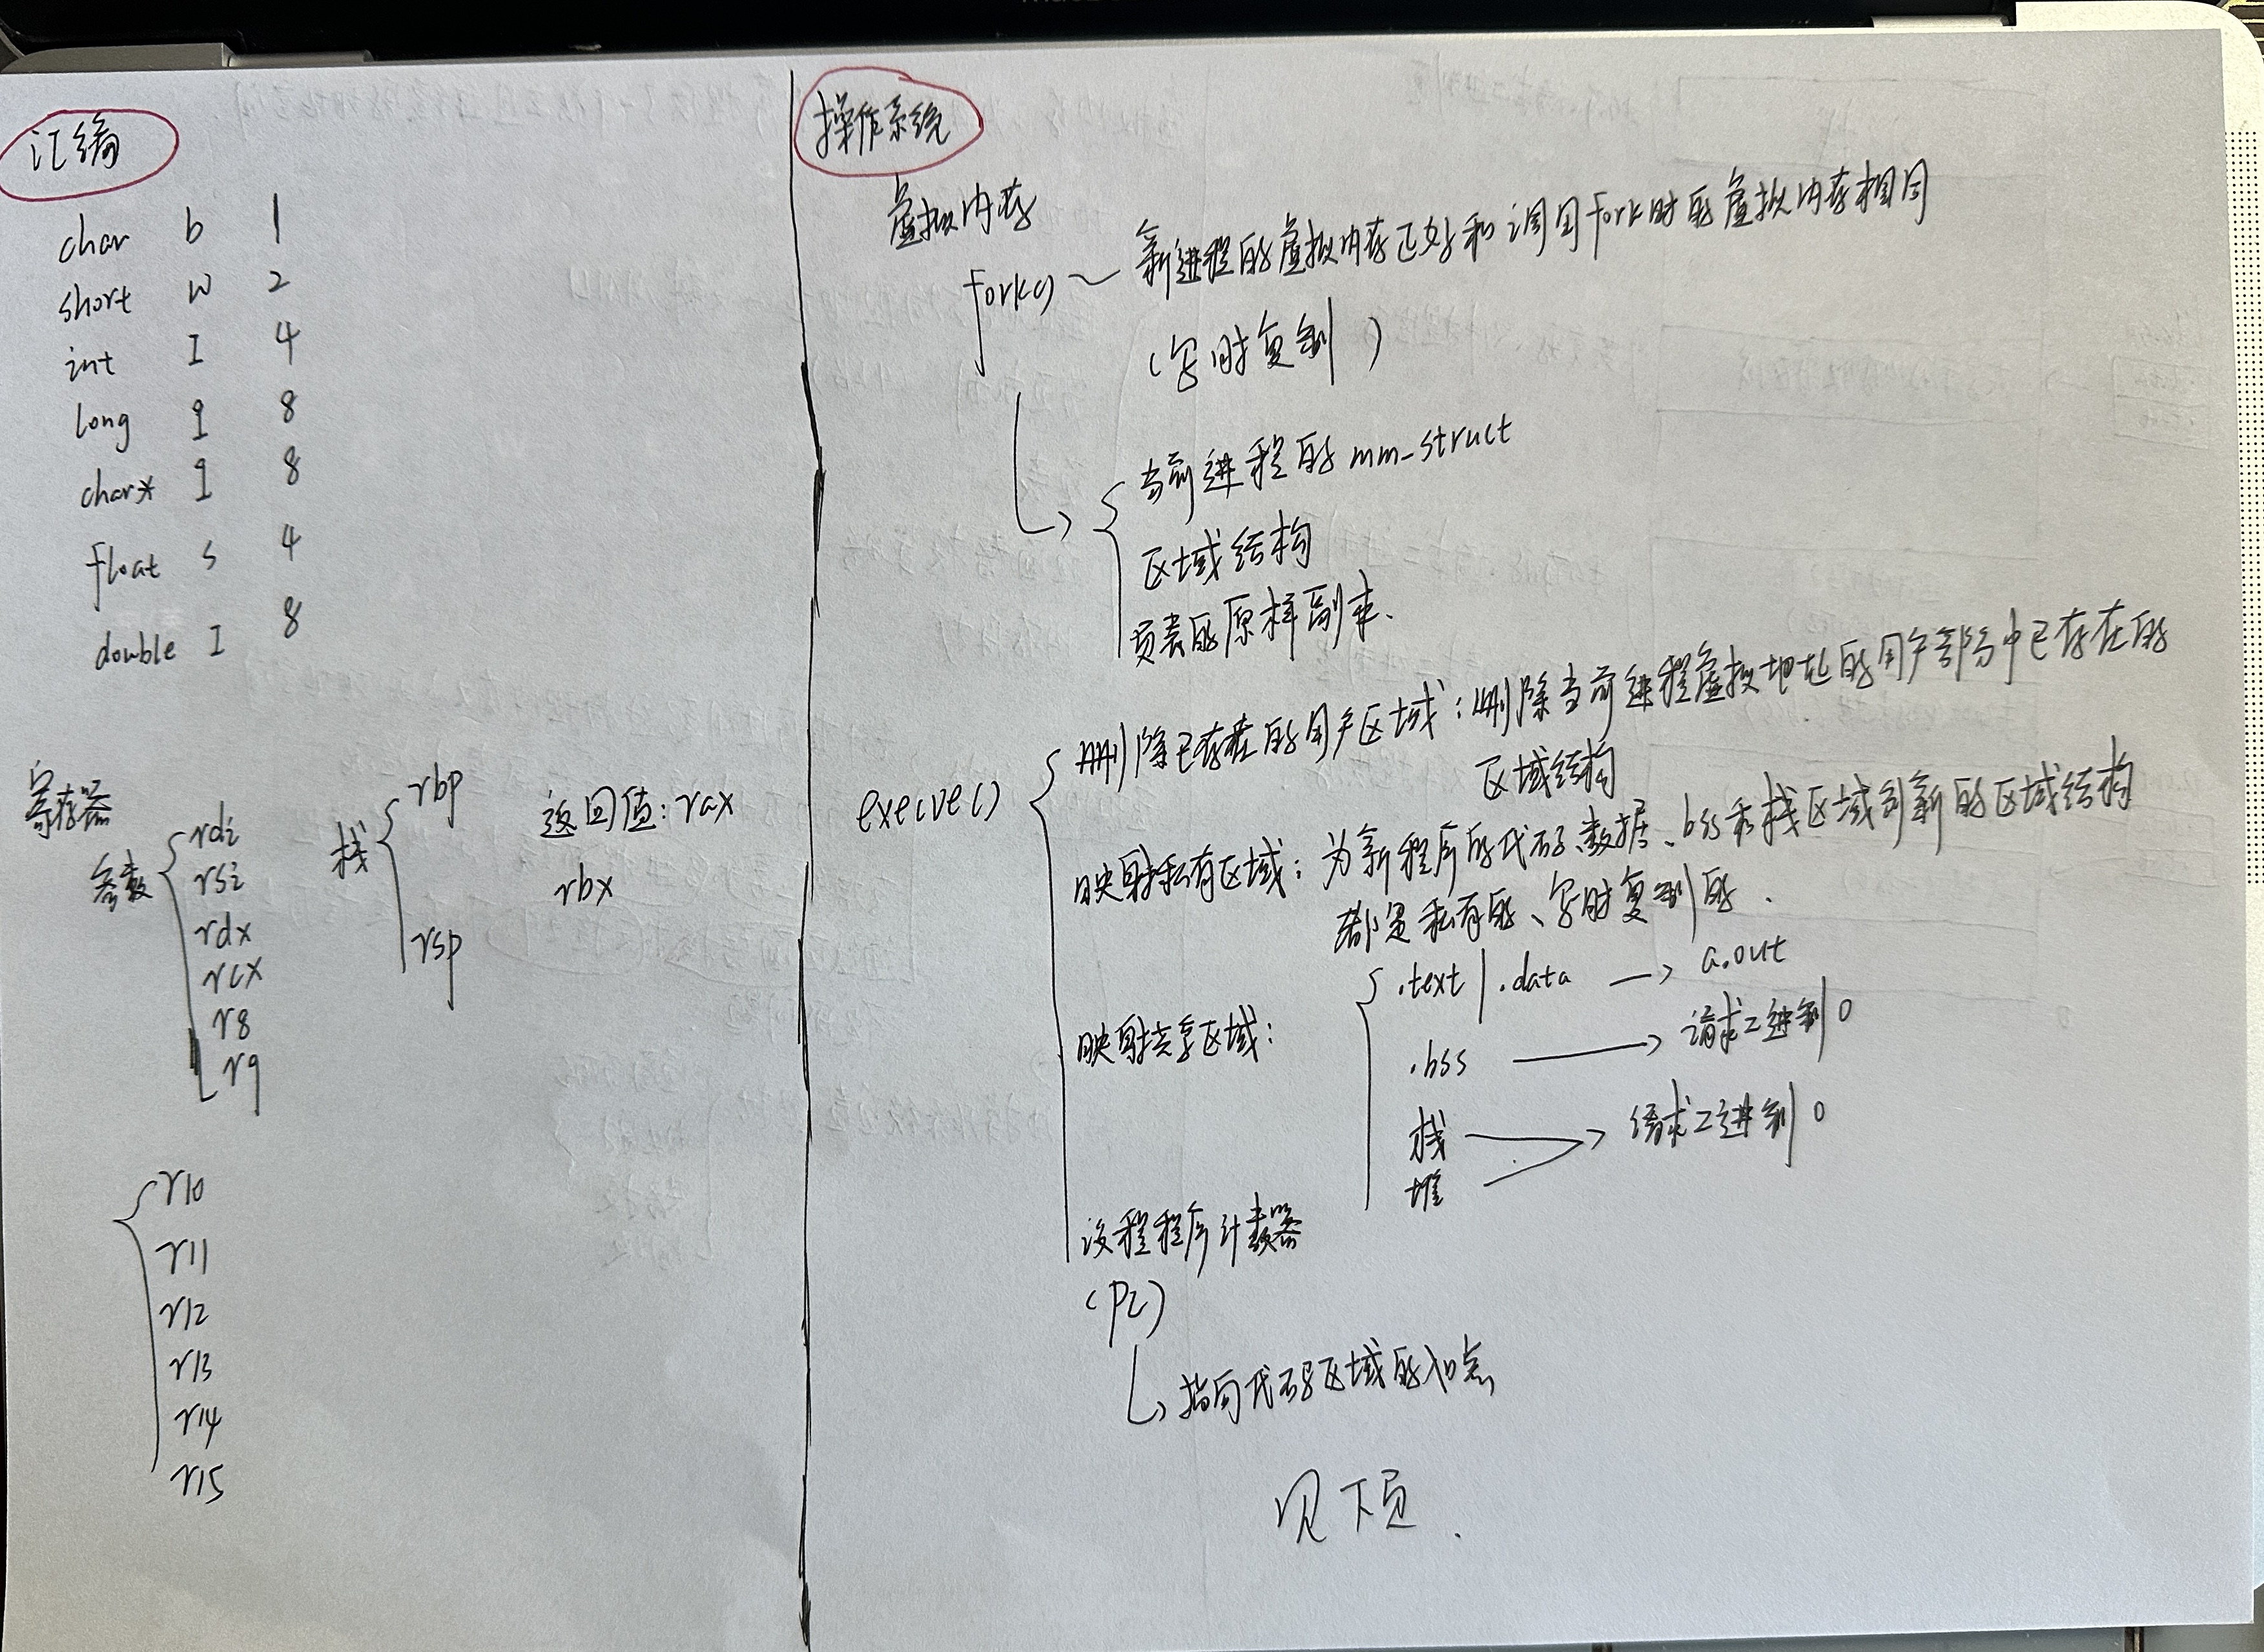 汇编
char b 1
short w 2
int I 4
long q 8
char* q 8
float s 4
double I 8
寄存器
参数
rdi
rsi
rdx
rcx
r8
r9
栈
rbp
rsp
返回值: rax
rbx
r10
r11
r12
r13
r14
r15
操作系统
虚拟内存
fork() ~ 新进程的虚拟内存正好和调用fork时的虚拟内存相同
(写时复制)
当前进程的mm_struct
区域结构
页表的原样副本.
execve()
删除已存在的用户区域: 删除当前进程虚拟地址的用户部分中已存在的
区域结构
映射私有区域: 为新程序的代码、数据、bss和栈区域创新的区域结构
都是私有的、写时复制的.
映射共享区域:
.text | .data → a.out
.bss → 请求二进制0
栈
堆
→ 请求二进制0
设程程序计数器
(PC)
指向代码区域的入口点
见下页.